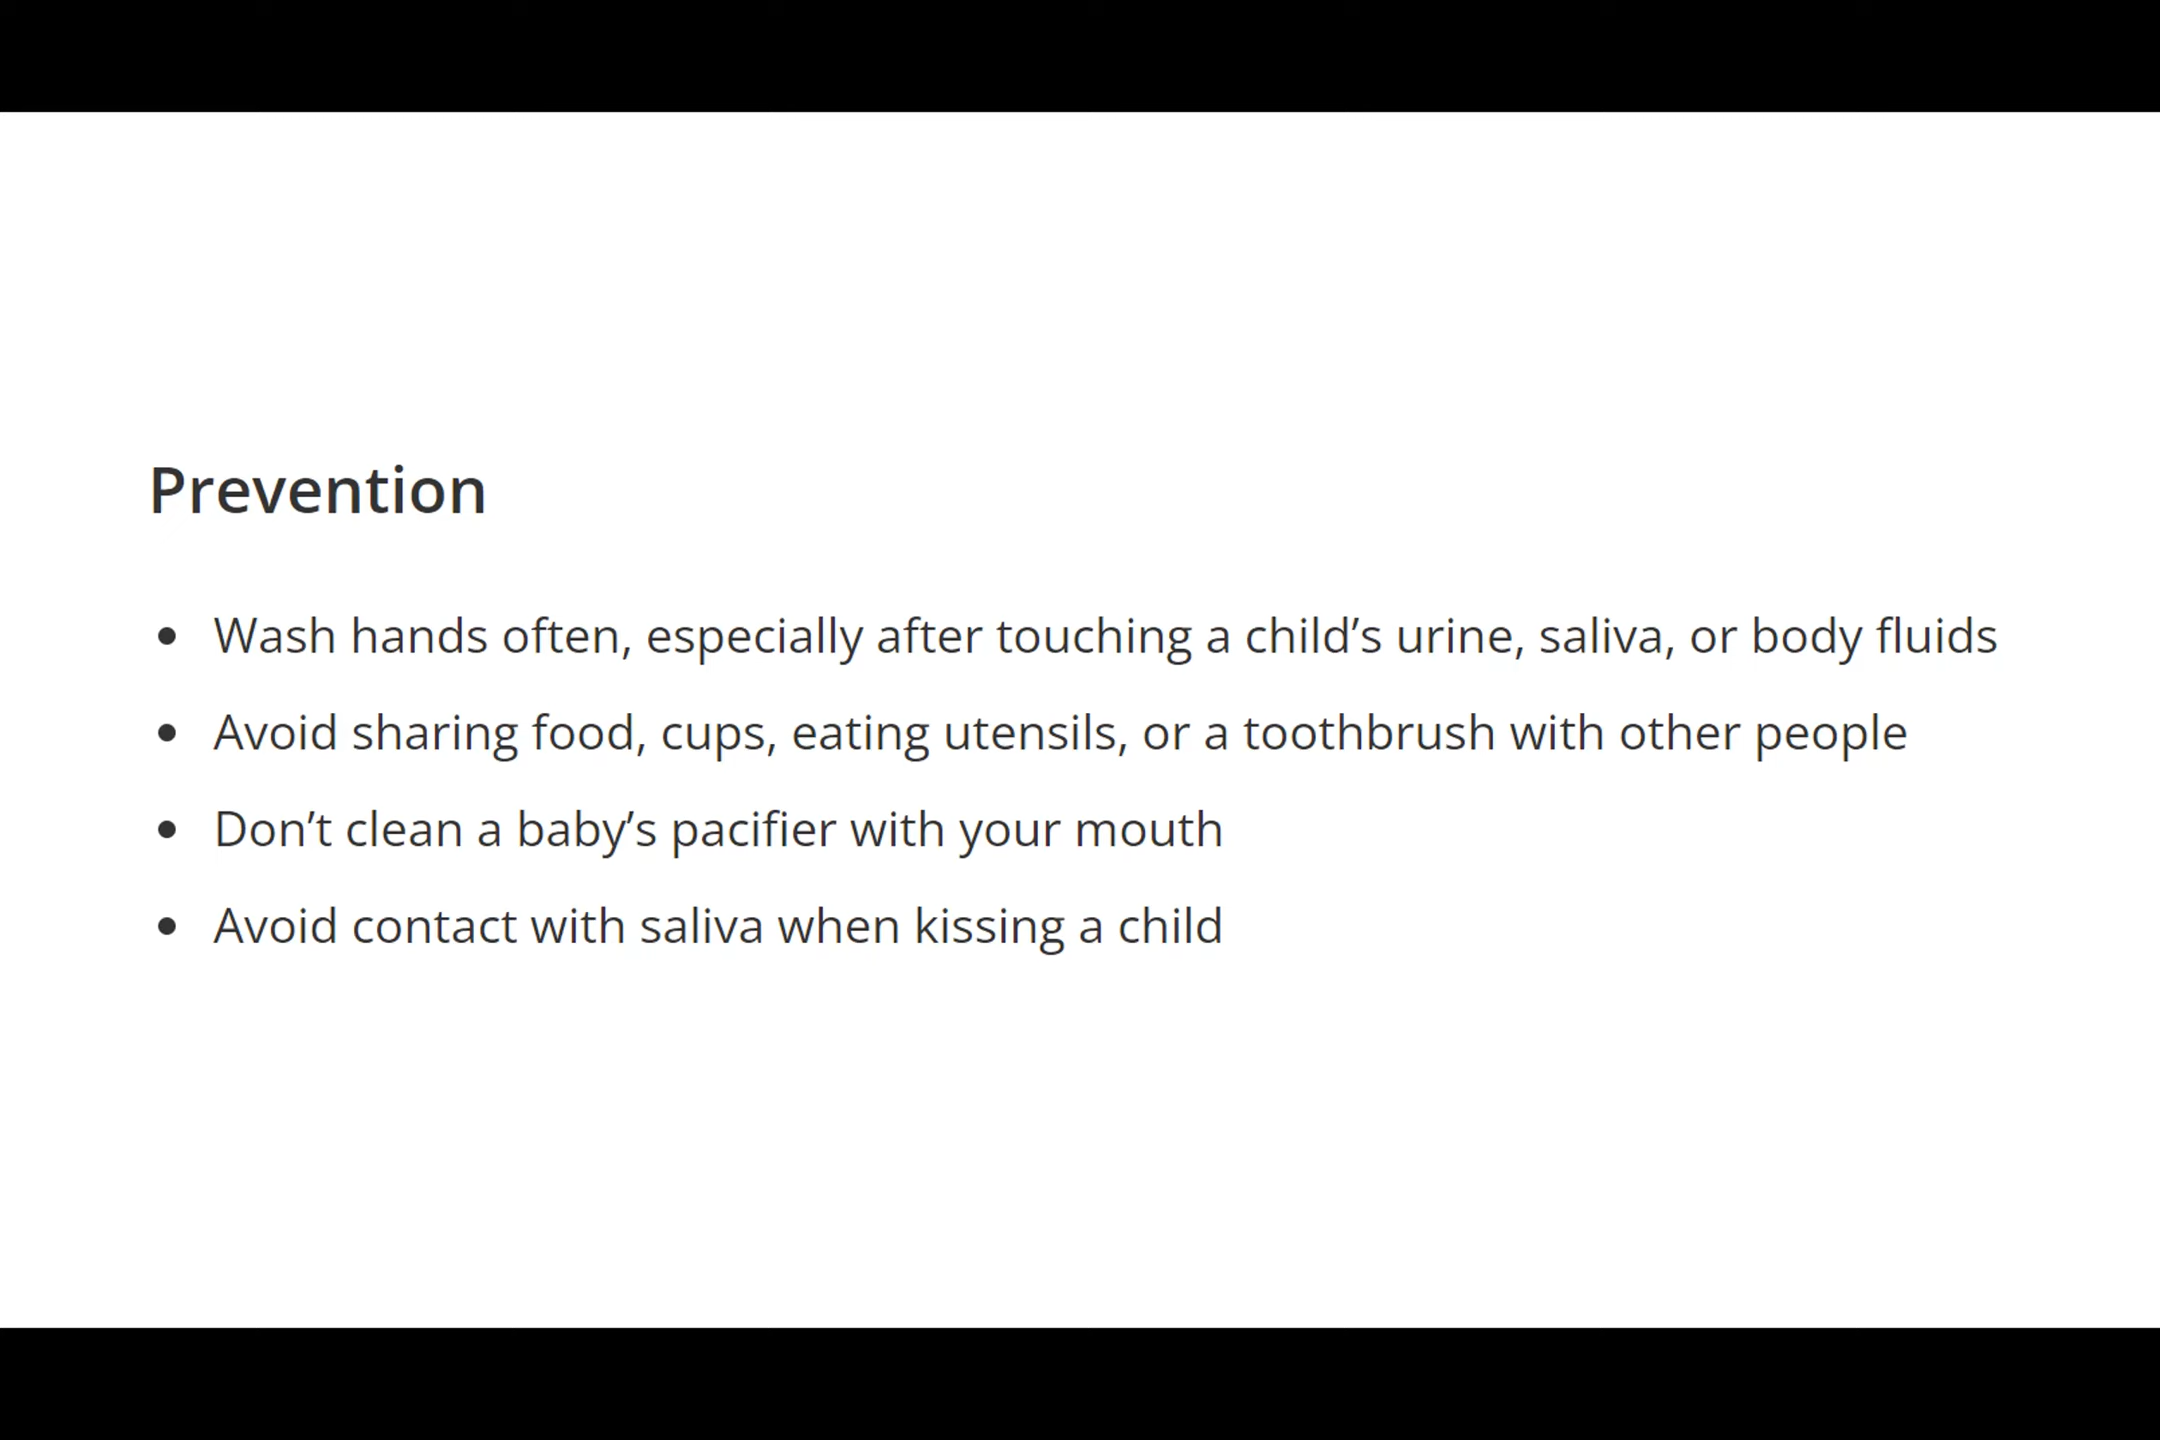 Prevention
• Wash hands often, especially after touching a child’s urine, saliva, or body fluids
• Avoid sharing food, cups, eating utensils, or a toothbrush with other people
• Don’t clean a baby’s pacifier with your mouth
• Avoid contact with saliva when kissing a child